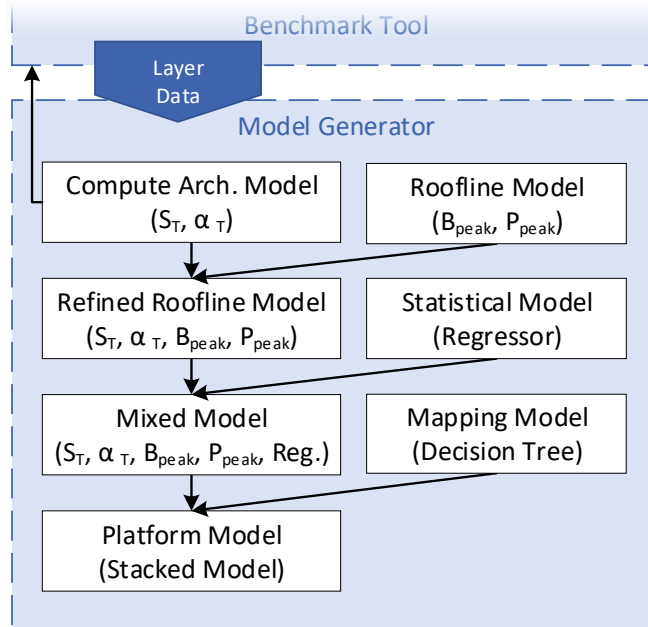 Benchmark Tool
Layer
Data
Model Generator
Compute Arch. Model
(S_T, α_T)
Roofline Model
(B_peak, P_peak)
Refined Roofline Model
(S_T, α_T, B_peak, P_peak)
Statistical Model
(Regressor)
Mixed Model
(S_T, α_T, B_peak, P_peak, Reg.)
Mapping Model
(Decision Tree)
Platform Model
(Stacked Model)